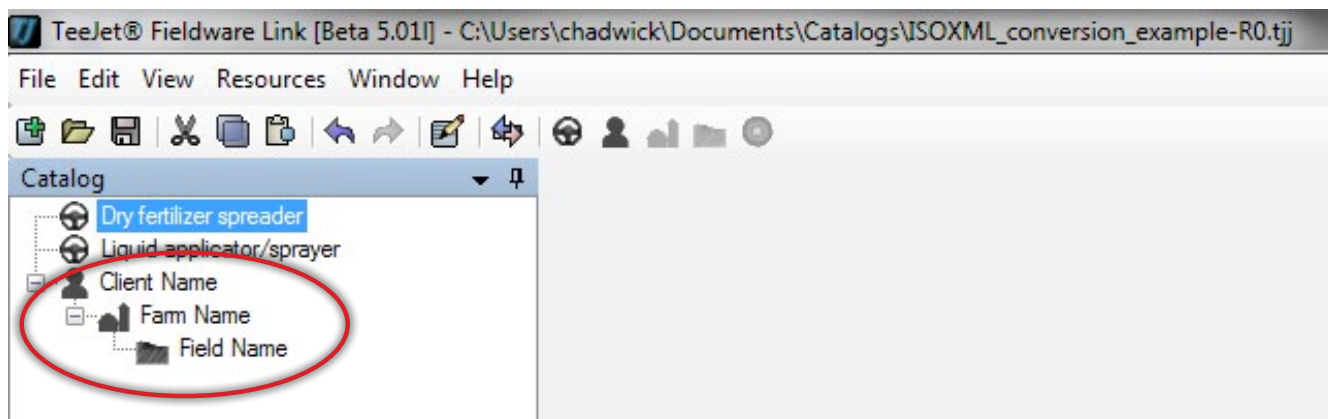 TeeJet® Fieldware Link [Beta 5.01l] - C:\Users\chadwick\Documents\Catalogs\ISOXML_conversion_example-R0.tjj
File Edit View Resources Window Help
Catalog
Dry fertilizer spreader
Liquid applicator/sprayer
Client Name
Farm Name
Field Name